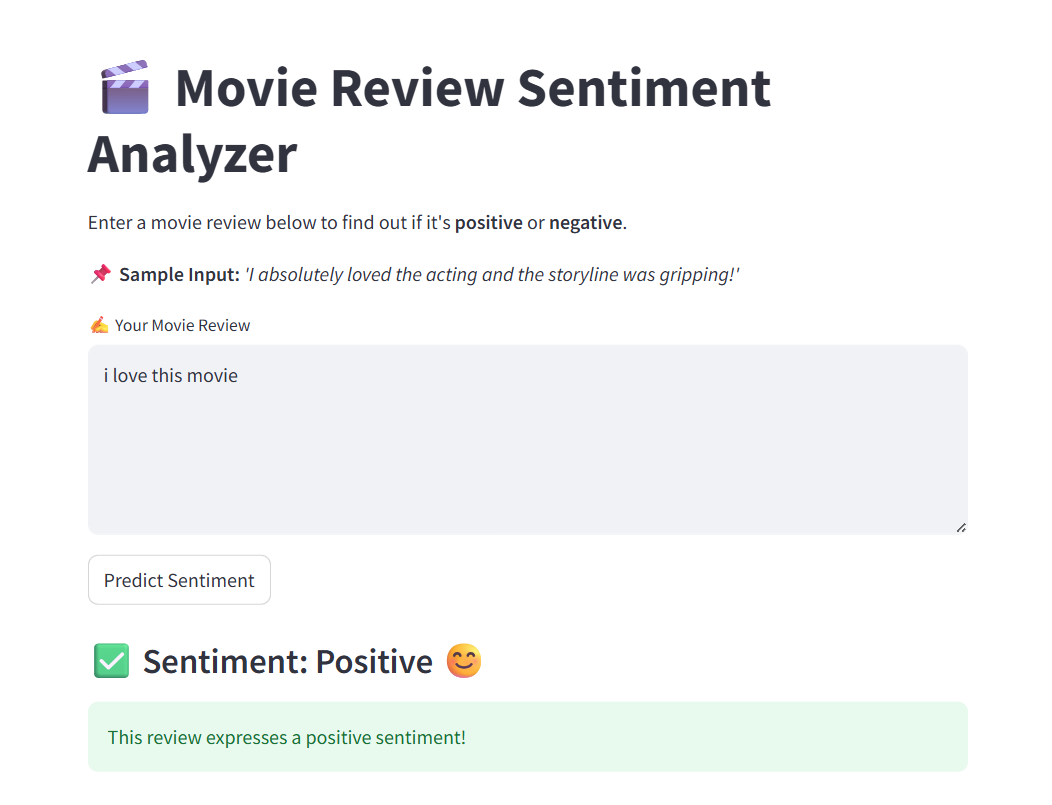 🎬 Movie Review Sentiment
Analyzer
Enter a movie review below to find out if it's positive or negative.
📌 Sample Input: 'I absolutely loved the acting and the storyline was gripping!'
✍️ Your Movie Review
i love this movie
Predict Sentiment
✅ Sentiment: Positive 😊
This review expresses a positive sentiment!